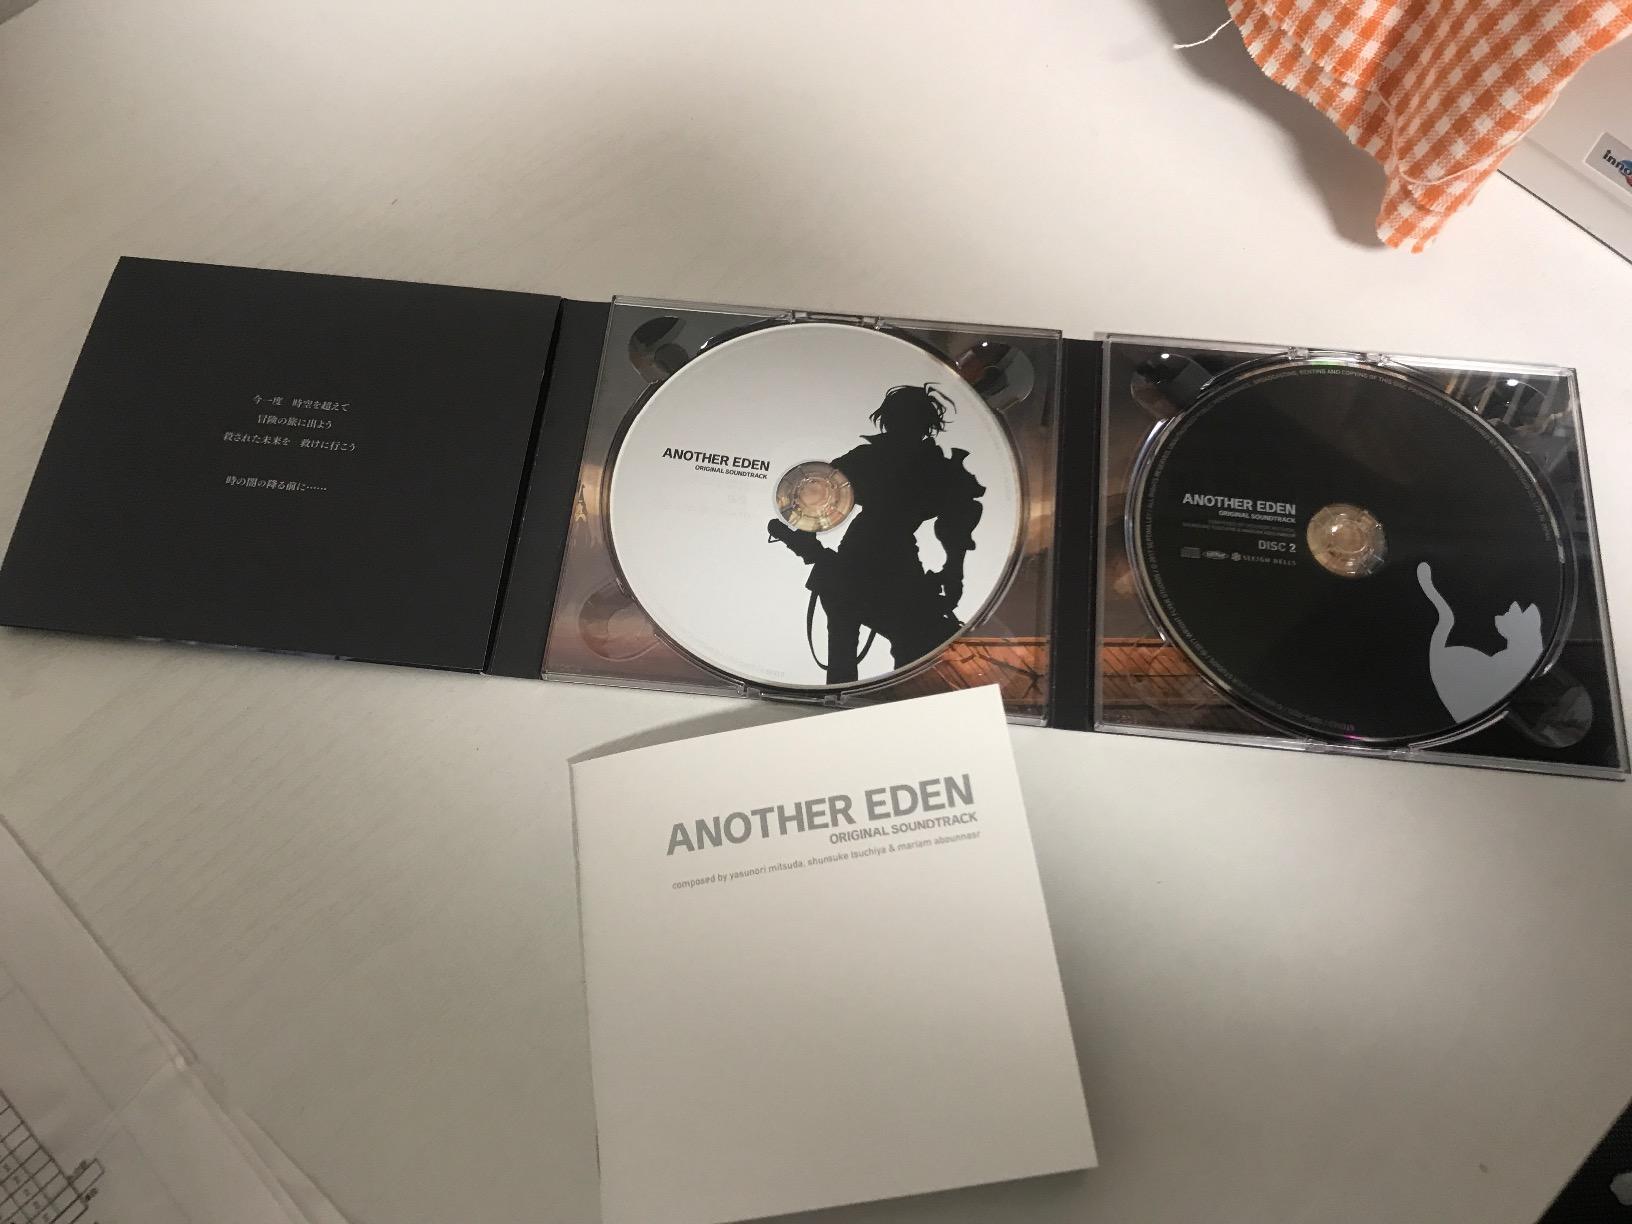 今一度　時空を超えて
冒険の旅に出よう
殺された未来を　救けに行こう
時の闇の降る前に……
ANOTHER EDEN
ORIGINAL SOUNDTRACK
ANOTHER EDEN
ORIGINAL SOUNDTRACK
DISC 2
SLEIGH BELLS
ANOTHER EDEN
ORIGINAL SOUNDTRACK
composed by yasunori mitsuda, shunsuke tsuchiya & mariam abounnasr